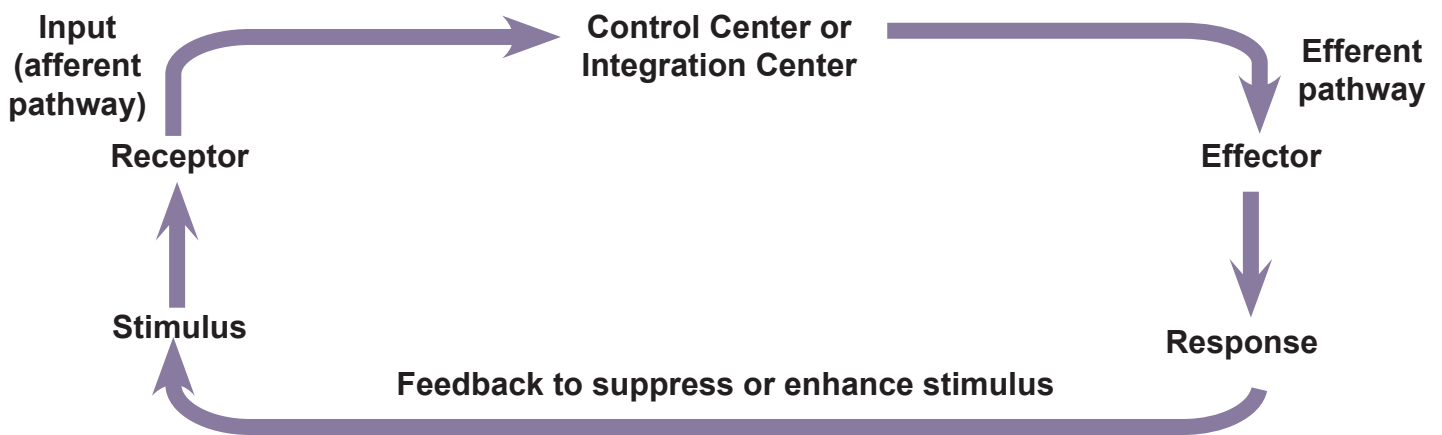 Input
(afferent
pathway)
Control Center or
Integration Center
Efferent
pathway
Receptor
Effector
Stimulus
Response
Feedback to suppress or enhance stimulus